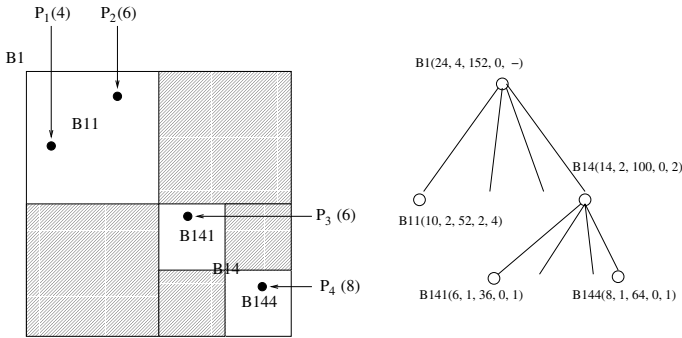 P1(4)
P2(6)
B1
B11
P3 (6)
B141
B14
P4 (8)
B144
B1(24, 4, 152, 0, −)
B14(14, 2, 100, 0, 2)
B11(10, 2, 52, 2, 4)
B141(6, 1, 36, 0, 1)
B144(8, 1, 64, 0, 1)